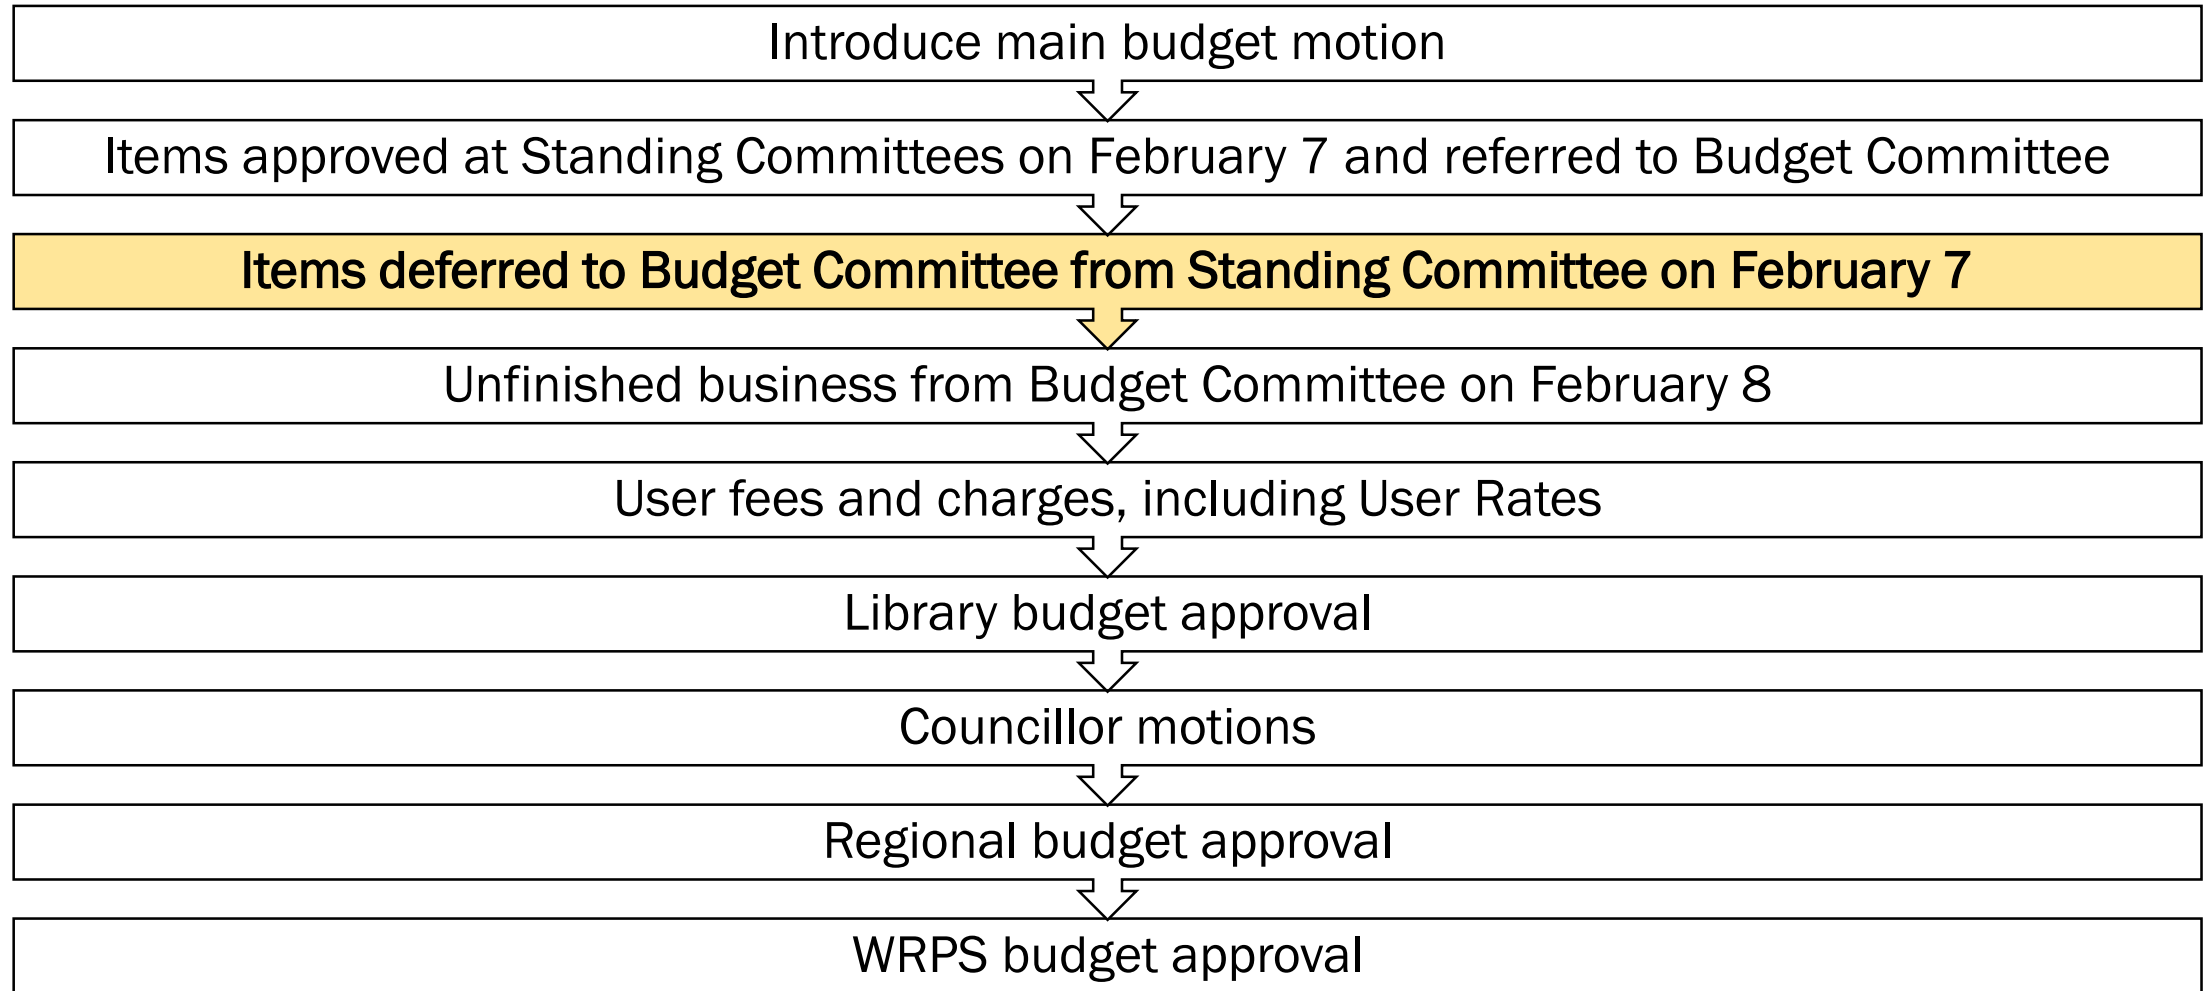 Introduce main budget motion
Items approved at Standing Committees on February 7 and referred to Budget Committee
Items deferred to Budget Committee from Standing Committee on February 7
Unfinished business from Budget Committee on February 8
User fees and charges, including User Rates
Library budget approval
Councillor motions
Regional budget approval
WRPS budget approval